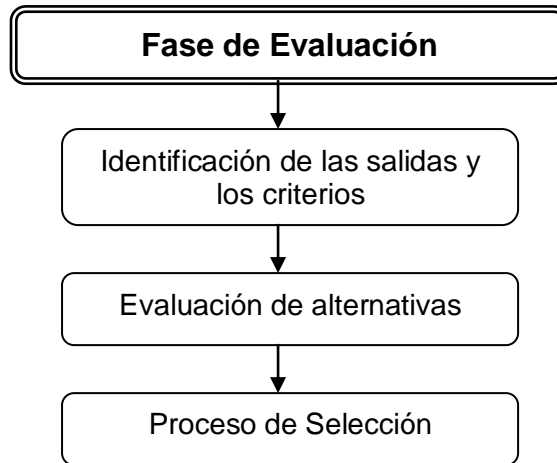 Fase de Evaluación
Identificación de las salidas y
los criterios
Evaluación de alternativas
Proceso de Selección